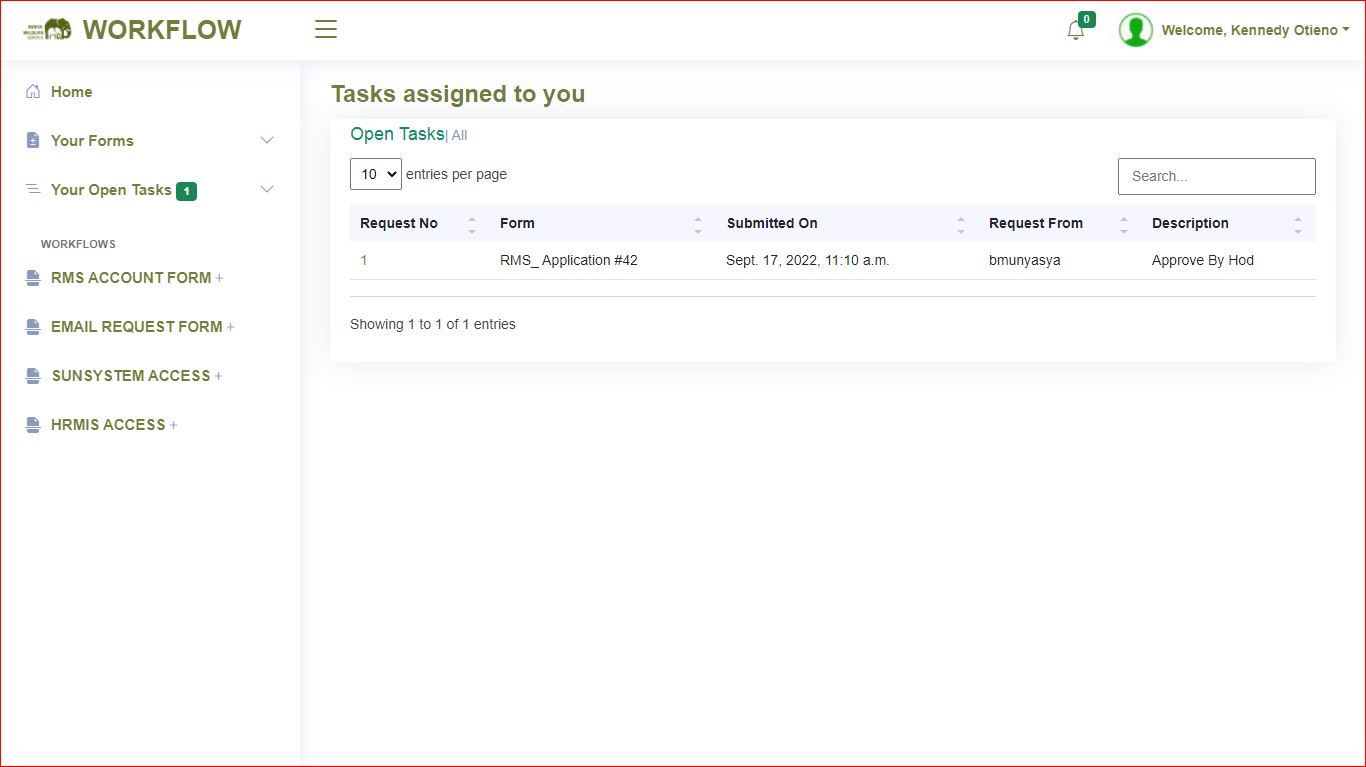 KENYA
WILDLIFE
SERVICE
WORKFLOW
0
Welcome, Kennedy Otieno
Home
Your Forms
Your Open Tasks 1
WORKFLOWS
RMS ACCOUNT FORM +
EMAIL REQUEST FORM +
SUNSYSTEM ACCESS +
HRMIS ACCESS +
Tasks assigned to you
Open Tasks| All
10 entries per page
Search...
Request No Form Submitted On Request From Description
1 RMS_ Application #42 Sept. 17, 2022, 11:10 a.m. bmunyasya Approve By Hod
Showing 1 to 1 of 1 entries